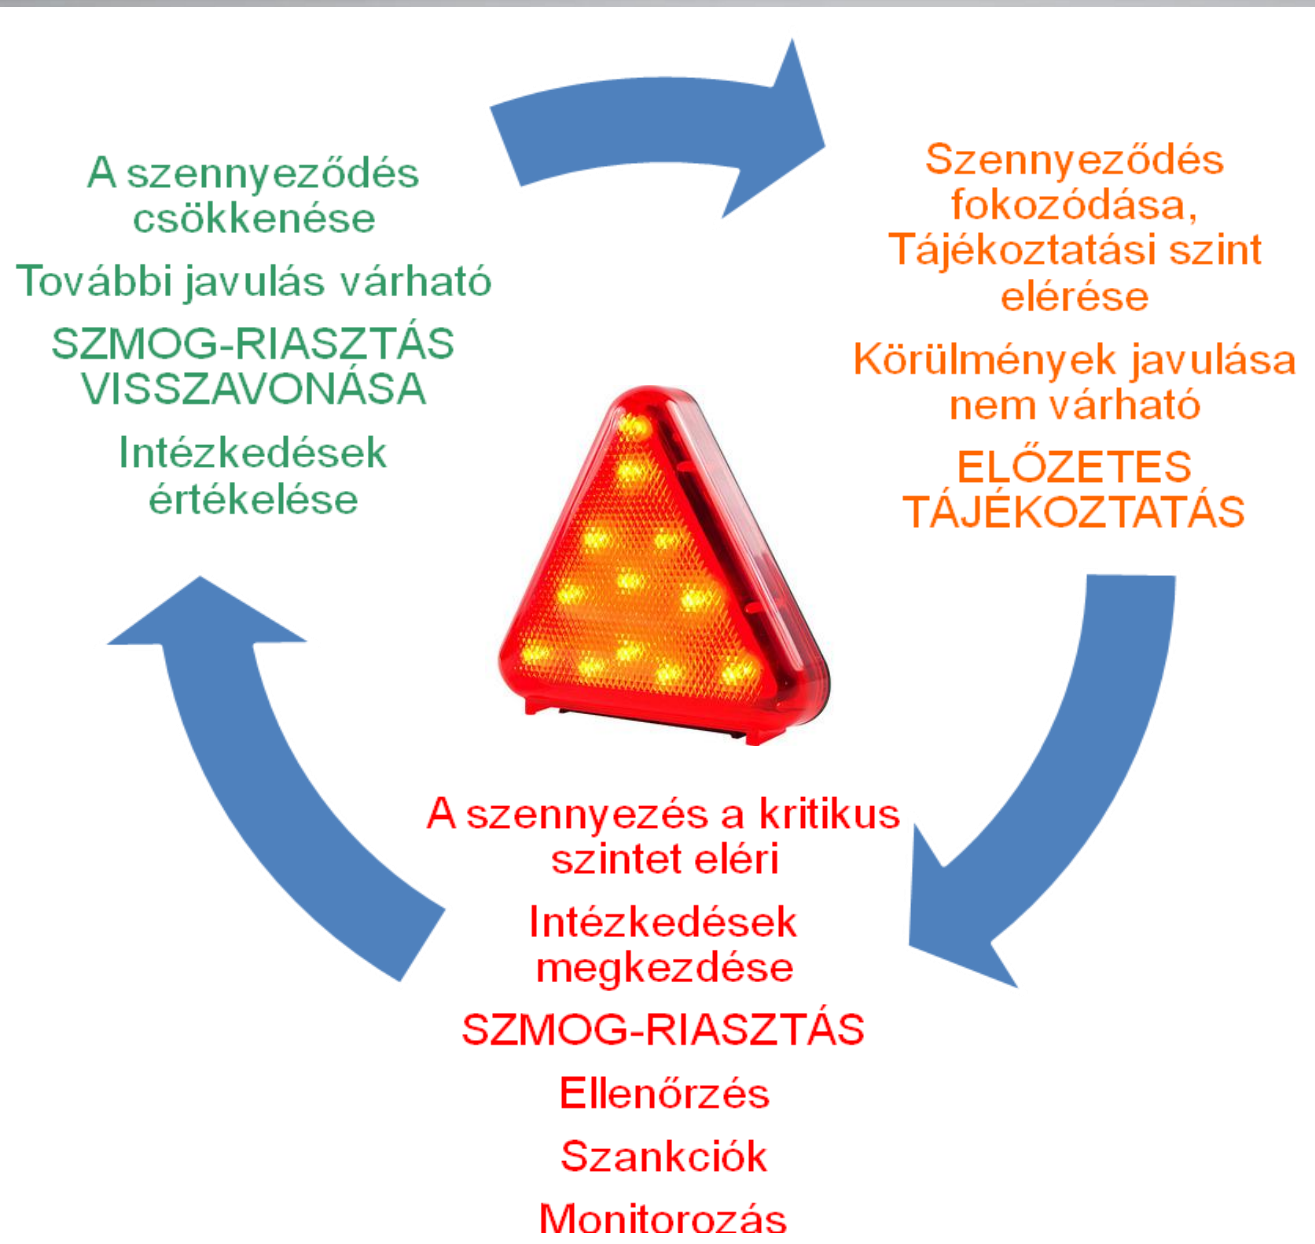 A szennyeződés
csökkenése
További javulás várható
SZMOG-RIASZTÁS
VISSZAVONÁSA
Intézkedések
értékelése
Szennyeződés
fokozódása,
Tájékoztatási szint
elérése
Körülmények javulása
nem várható
ELŐZETES
TÁJÉKOZTATÁS
A szennyezés a kritikus
szintet eléri
Intézkedések
megkezdése
SZMOG-RIASZTÁS
Ellenőrzés
Szankciók
Monitorozás